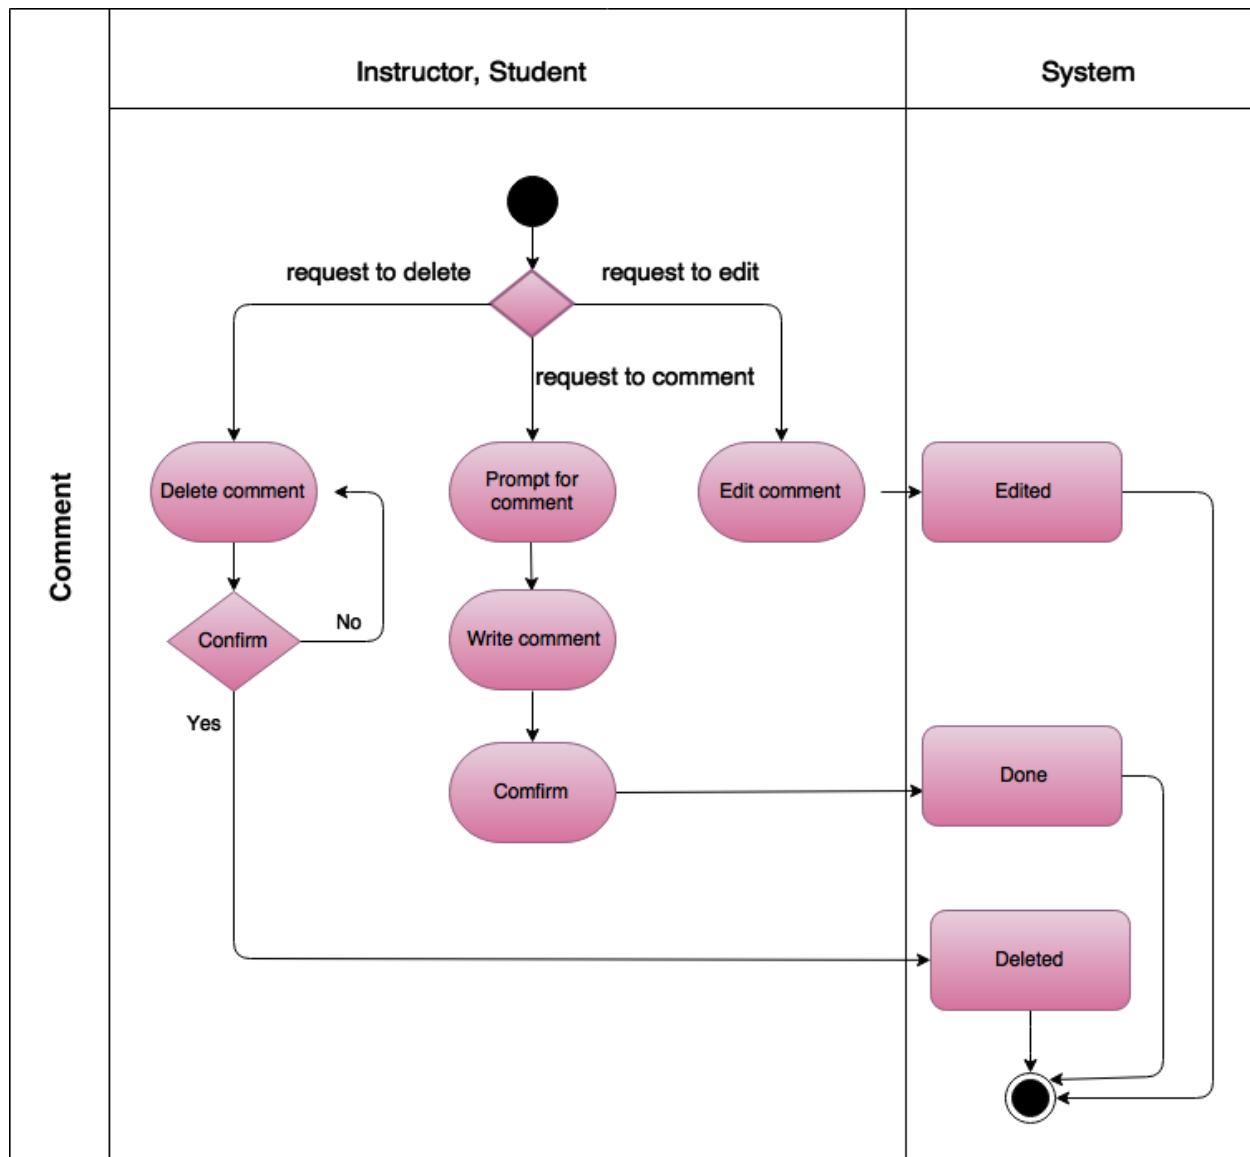 Instructor, Student
System
request to delete
request to edit
request to comment
Comment
Delete comment
Prompt for
comment
Edit comment
Edited
Confirm
No
Write comment
Yes
Comfirm
Done
Deleted